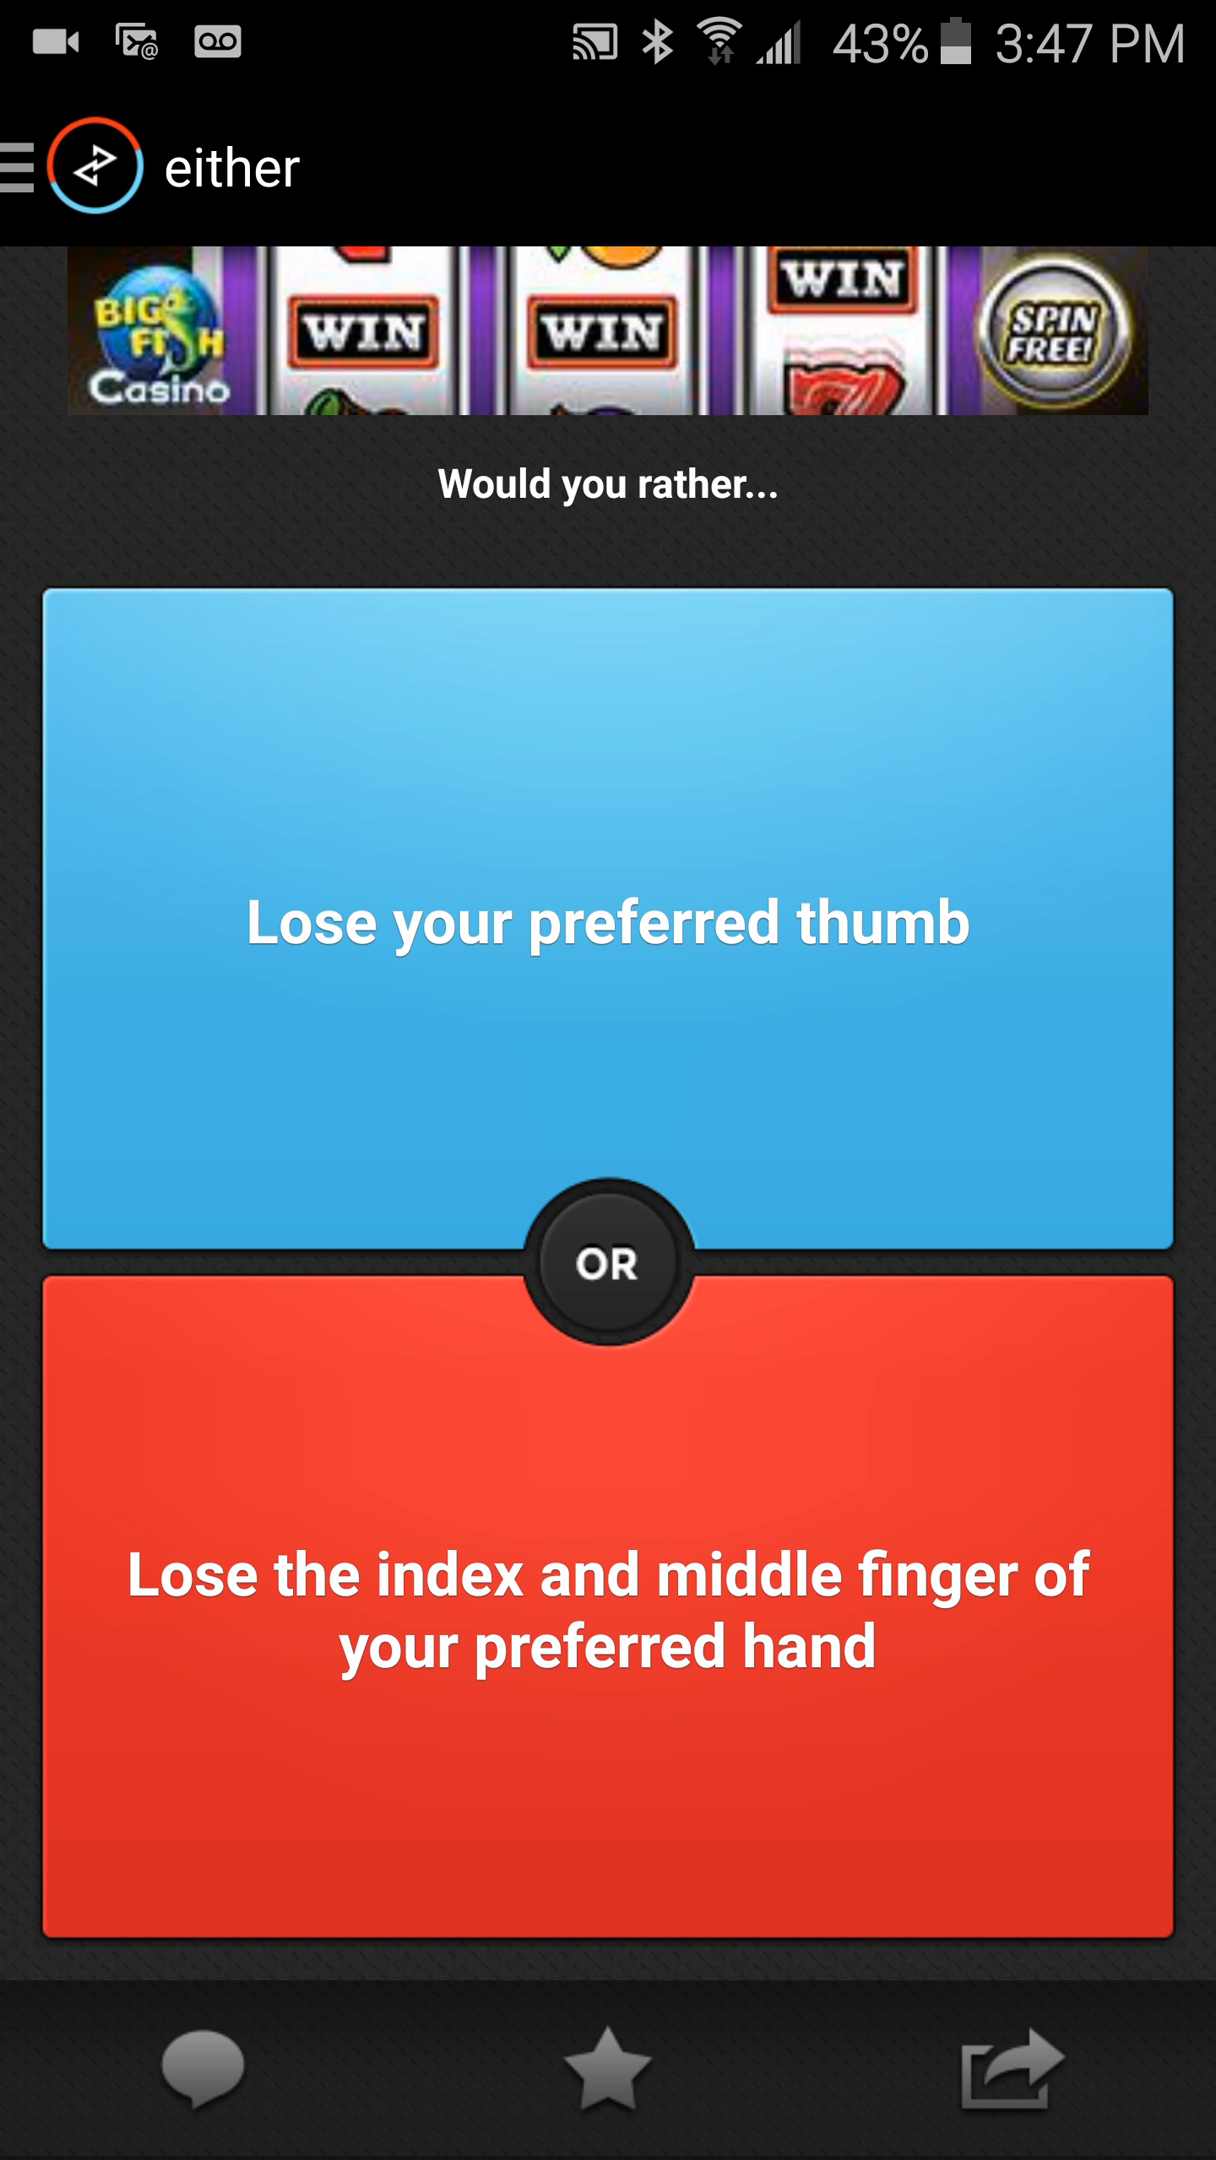 43% 3:47 PM
either
BIG FISH Casino
WIN WIN WIN
SPIN FREE!
Would you rather...
Lose your preferred thumb
OR
Lose the index and middle finger of
your preferred hand